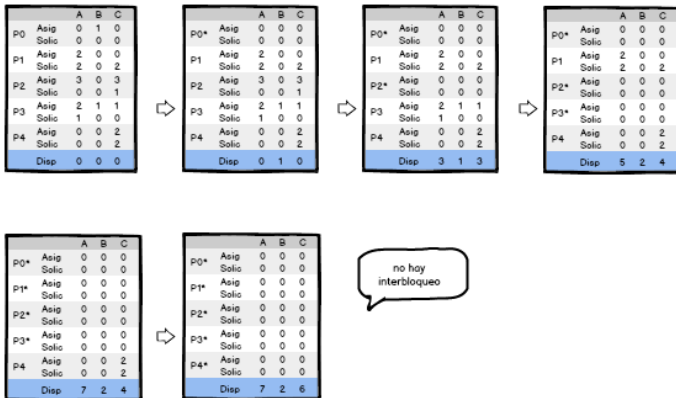 A B C
P0 Asig 0 1 0
Solic 0 0 0
P1 Asig 2 0 0
Solic 2 0 2
P2 Asig 3 0 3
Solic 0 0 1
P3 Asig 2 1 1
Solic 1 0 0
P4 Asig 0 0 2
Solic 0 0 2
Disp 0 0 0
A B C
P0* Asig 0 0 0
Solic 0 0 0
P1 Asig 2 0 0
Solic 2 0 2
P2 Asig 3 0 3
Solic 0 0 1
P3 Asig 2 1 1
Solic 1 0 0
P4 Asig 0 0 2
Solic 0 0 2
Disp 0 1 0
A B C
P0* Asig 0 0 0
Solic 0 0 0
P1 Asig 2 0 0
Solic 2 0 2
P2* Asig 0 0 0
Solic 0 0 0
P3 Asig 2 1 1
Solic 1 0 0
P4 Asig 0 0 2
Solic 0 0 2
Disp 3 1 3
A B C
P0* Asig 0 0 0
Solic 0 0 0
P1 Asig 2 0 0
Solic 2 0 2
P2* Asig 0 0 0
Solic 0 0 0
P3* Asig 0 0 0
Solic 0 0 0
P4 Asig 0 0 2
Solic 0 0 2
Disp 5 2 4
A B C
P0* Asig 0 0 0
Solic 0 0 0
P1* Asig 0 0 0
Solic 0 0 0
P2* Asig 0 0 0
Solic 0 0 0
P3* Asig 0 0 0
Solic 0 0 0
P4 Asig 0 0 2
Solic 0 0 2
Disp 7 2 4
A B C
P0* Asig 0 0 0
Solic 0 0 0
P1* Asig 0 0 0
Solic 0 0 0
P2* Asig 0 0 0
Solic 0 0 0
P3* Asig 0 0 0
Solic 0 0 0
P4* Asig 0 0 0
Solic 0 0 0
Disp 7 2 6
no hay
interbloqueo